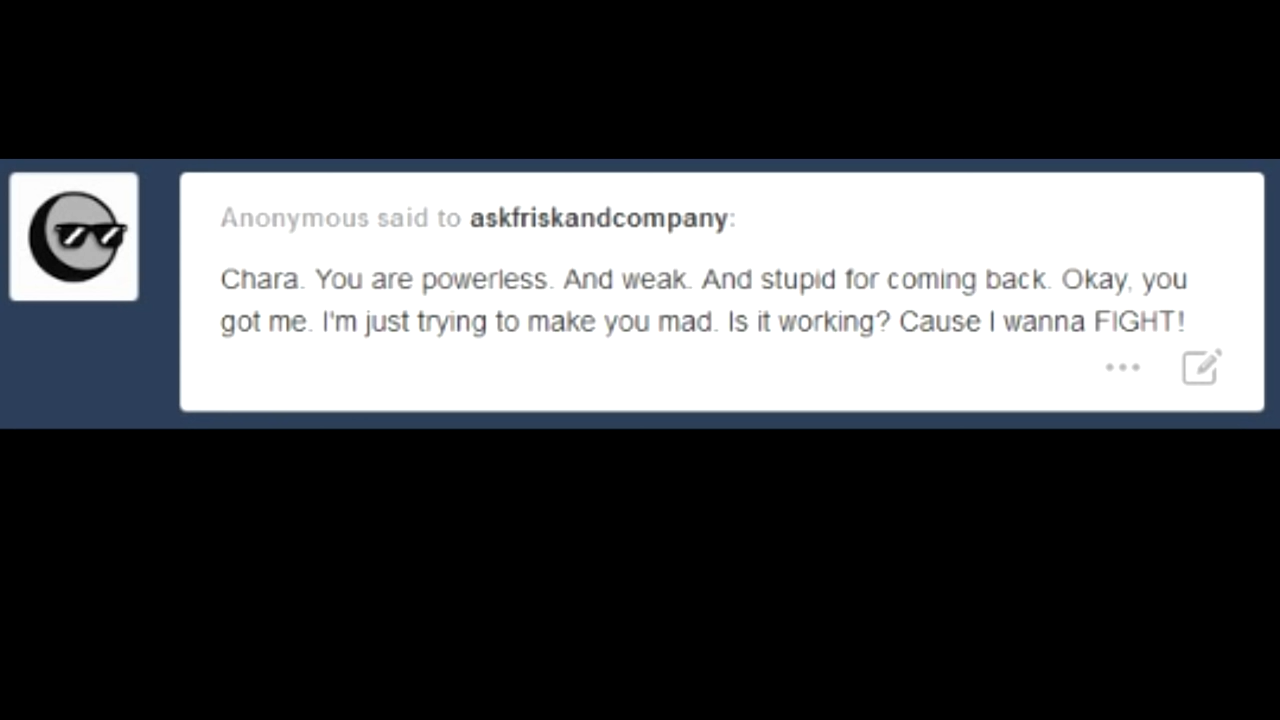 Anonymous said to askfriskandcompany:
Chara. You are powerless. And weak. And stupid for coming back. Okay, you
got me. I'm just trying to make you mad. Is it working? Cause I wanna FIGHT!